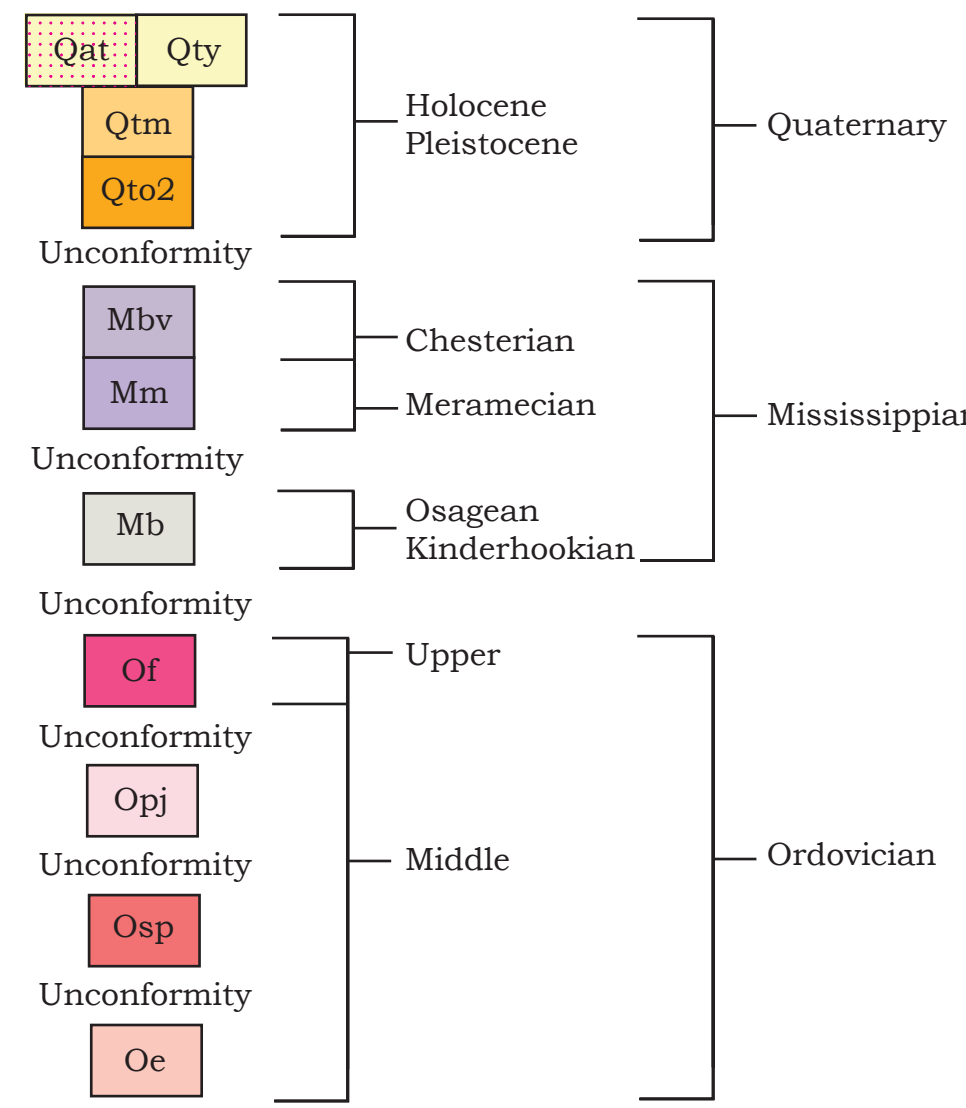 Qat Qty
Qtm
Qto2
Holocene
Pleistocene
Quaternary
Unconformity
Mbv
Mm
Chesterian
Meramecian
Mississippian
Unconformity
Mb
Osagean
Kinderhookian
Unconformity
Of
Upper
Unconformity
Opj
Unconformity
Middle
Ordovician
Osp
Unconformity
Oe